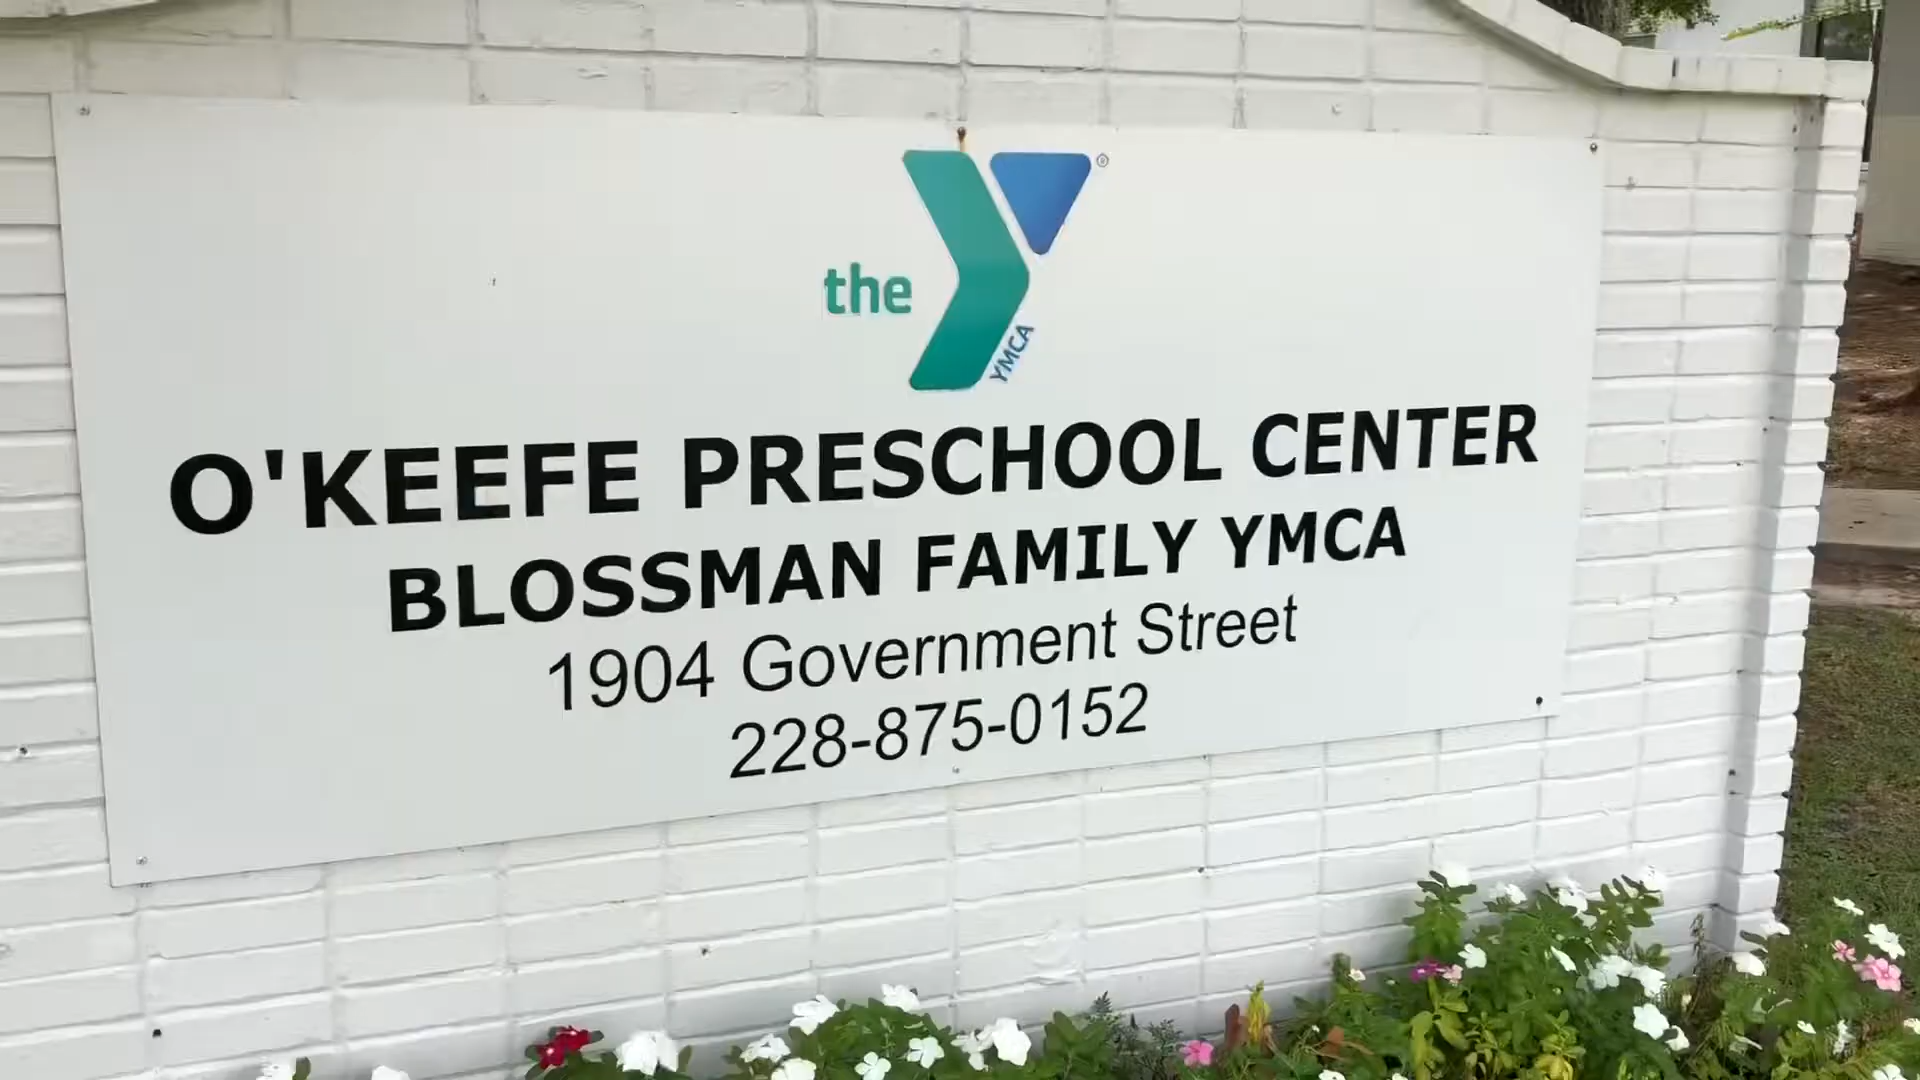 the
YMCA
®
O'KEEFE PRESCHOOL CENTER
BLOSSMAN FAMILY YMCA
1904 Government Street
228-875-0152